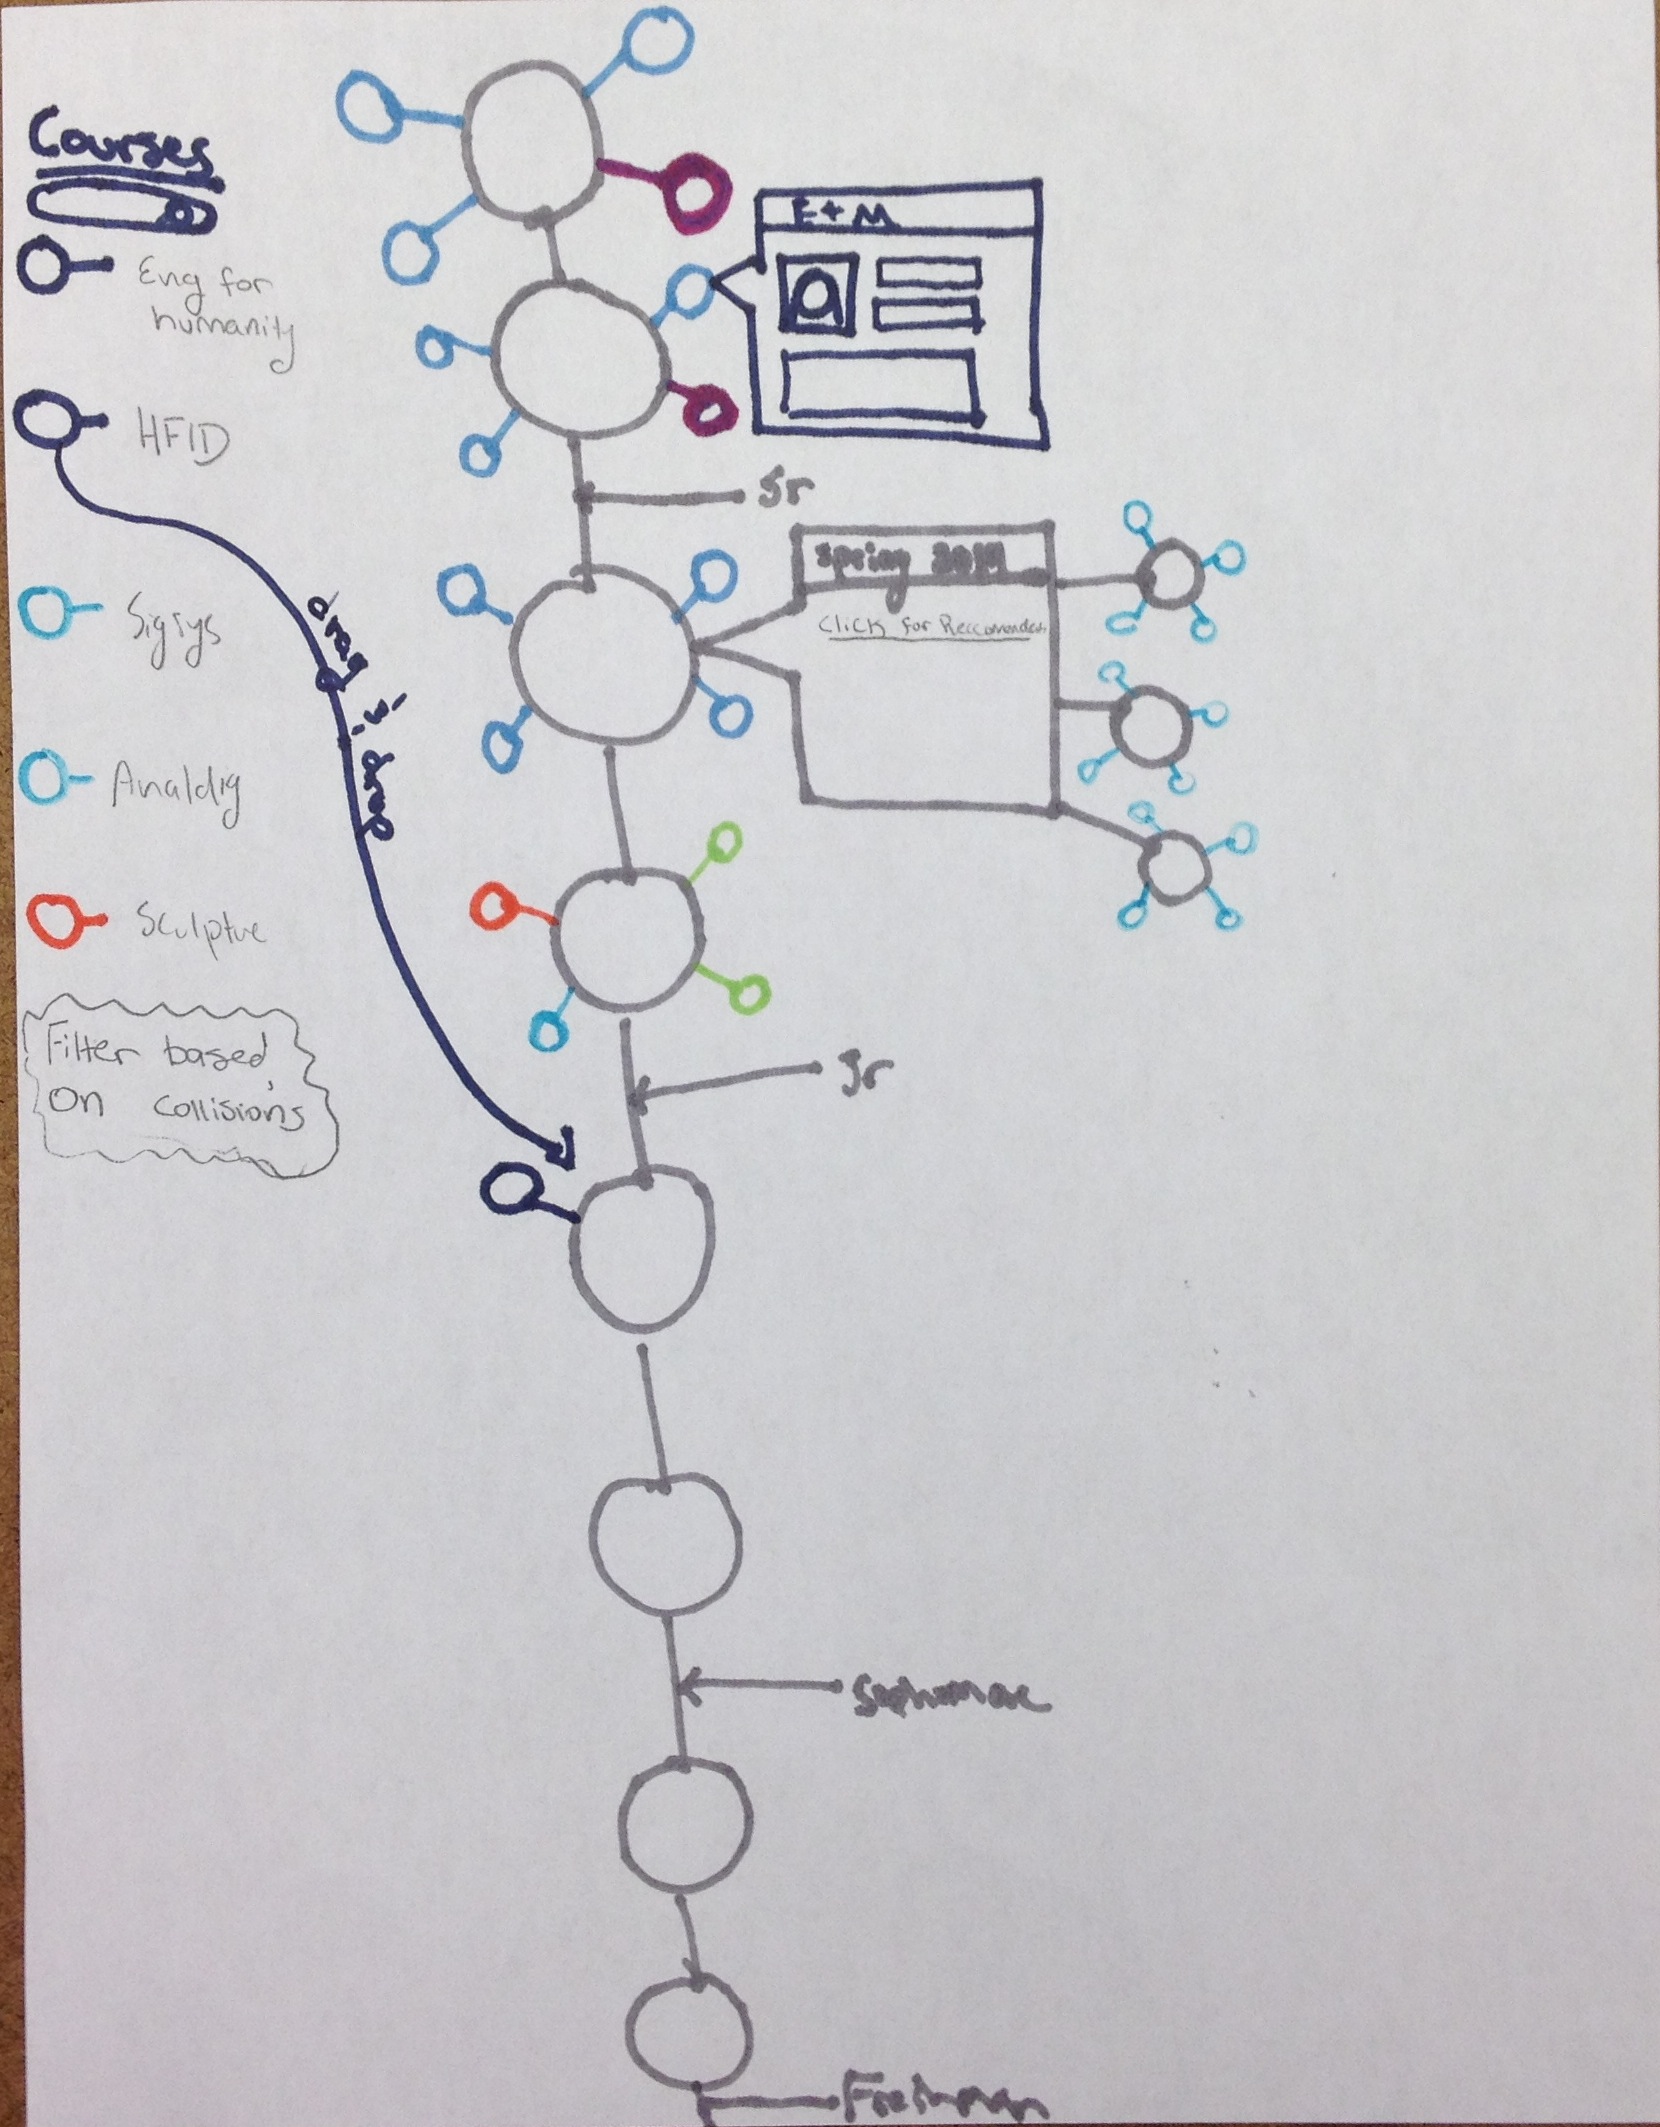 Courses
Eng for
humanity
HFID
Sigsys
Analdig
Sculptue
Filter based
on collisions
drag & drop
E+M
Sr
Spring 2014
Click for Reccomended
Jr
Sophomore
Freshman